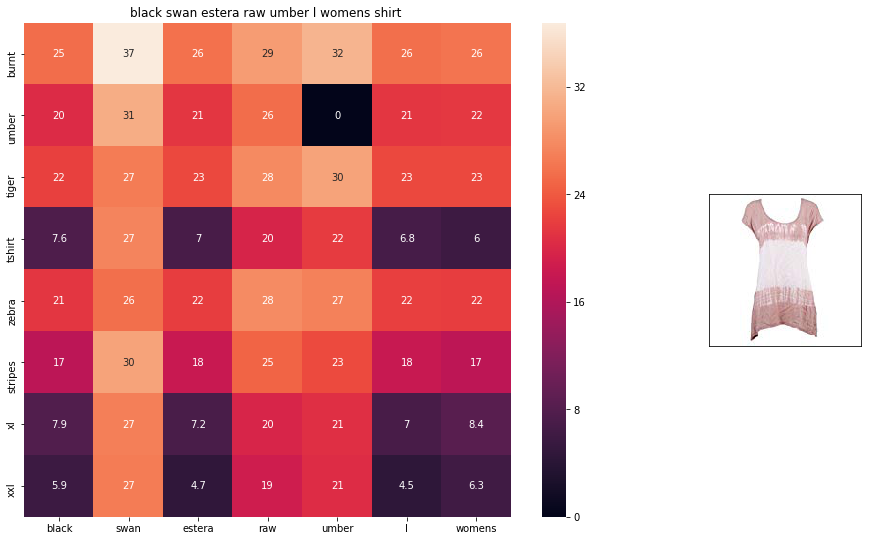 black swan estera raw umber l womens shirt
burnt 25 37 26 29 32 26 26
umber 20 31 21 26 0 21 22
tiger 22 27 23 28 30 23 23
tshirt 7.6 27 7 20 22 6.8 6
zebra 21 26 22 28 27 22 22
stripes 17 30 18 25 23 18 17
xl 7.9 27 7.2 20 21 7 8.4
xxl 5.9 27 4.7 19 21 4.5 6.3
black swan estera raw umber l womens
32
24
16
8
0